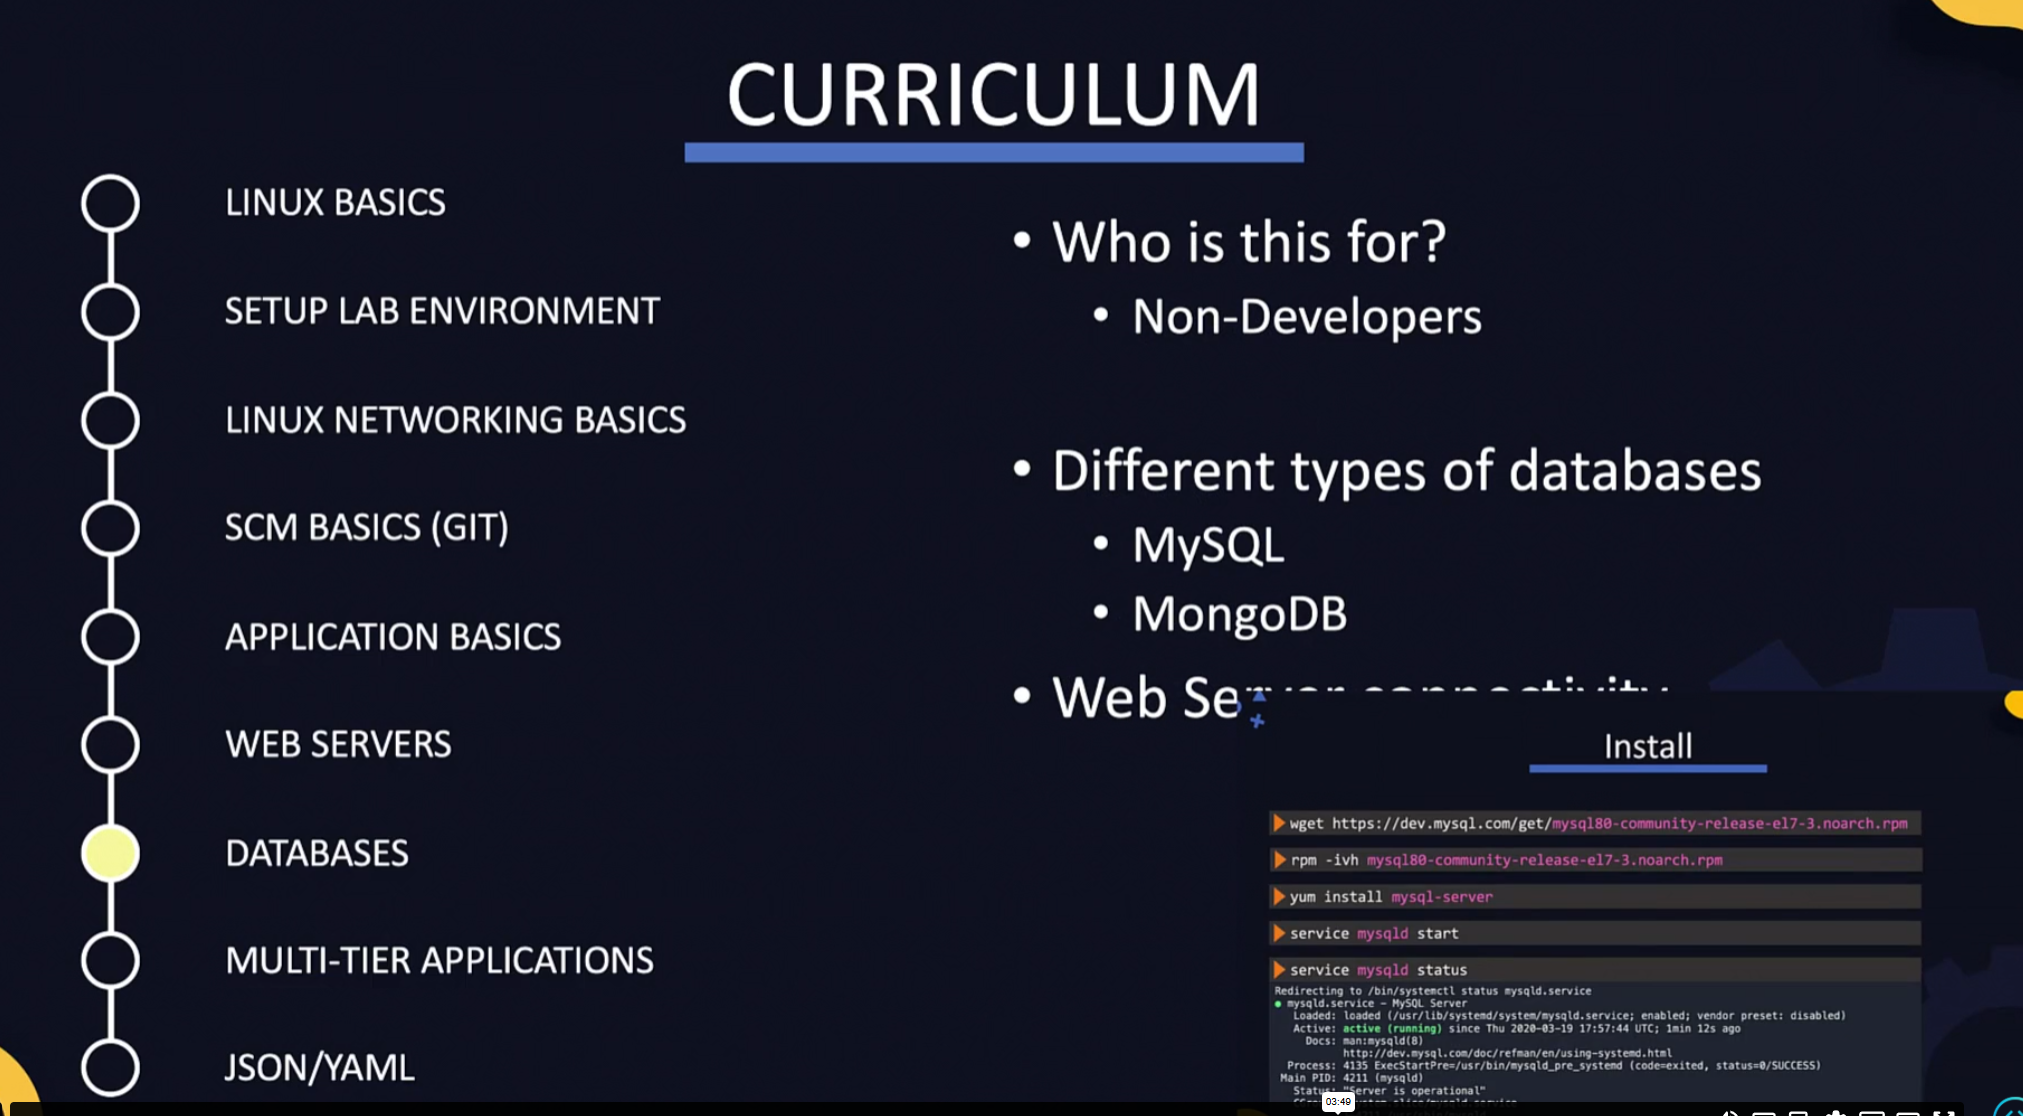 CURRICULUM
LINUX BASICS
SETUP LAB ENVIRONMENT
LINUX NETWORKING BASICS
SCM BASICS (GIT)
APPLICATION BASICS
WEB SERVERS
DATABASES
MULTI-TIER APPLICATIONS
JSON/YAML
• Who is this for?
• Non-Developers
• Different types of databases
• MySQL
• MongoDB
• Web Server connectivity
Install
wget https://dev.mysql.com/get/mysql80-community-release-el7-3.noarch.rpm
rpm -ivh mysql80-community-release-el7-3.noarch.rpm
yum install mysql-server
service mysqld start
service mysqld status
Redirecting to /bin/systemctl status mysqld.service
● mysqld.service - MySQL Server
Loaded: loaded (/usr/lib/systemd/system/mysqld.service; enabled; vendor preset: disabled)
Active: active (running) since Thu 2020-03-19 17:57:44 UTC; 1min 12s ago
Docs: man:mysqld(8)
http://dev.mysql.com/doc/refman/en/using-systemd.html
Process: 4135 ExecStartPre=/usr/bin/mysqld_pre_systemd (code=exited, status=0/SUCCESS)
Main PID: 4211 (mysqld)
Status: "Server is operational"
03:49